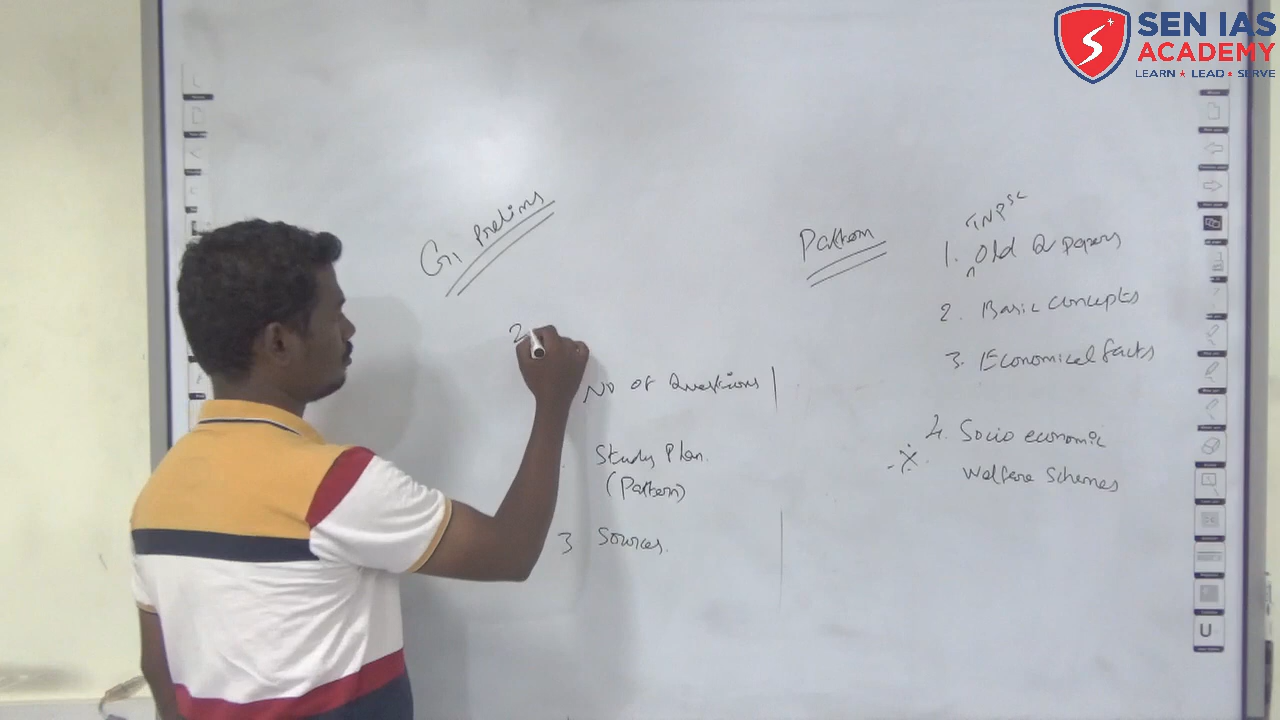 SEN IAS
ACADEMY
LEARN ★ LEAD ★ SERVE
G1 Prelims
2
No of Questions
Study Plan.
(Pattern)
3 Sources.
Pattern
TNPSC
1. ^ Old Q papers
2. Basic concepts
3. Economical facts
4. Socio economic
Welfare Schemes
U